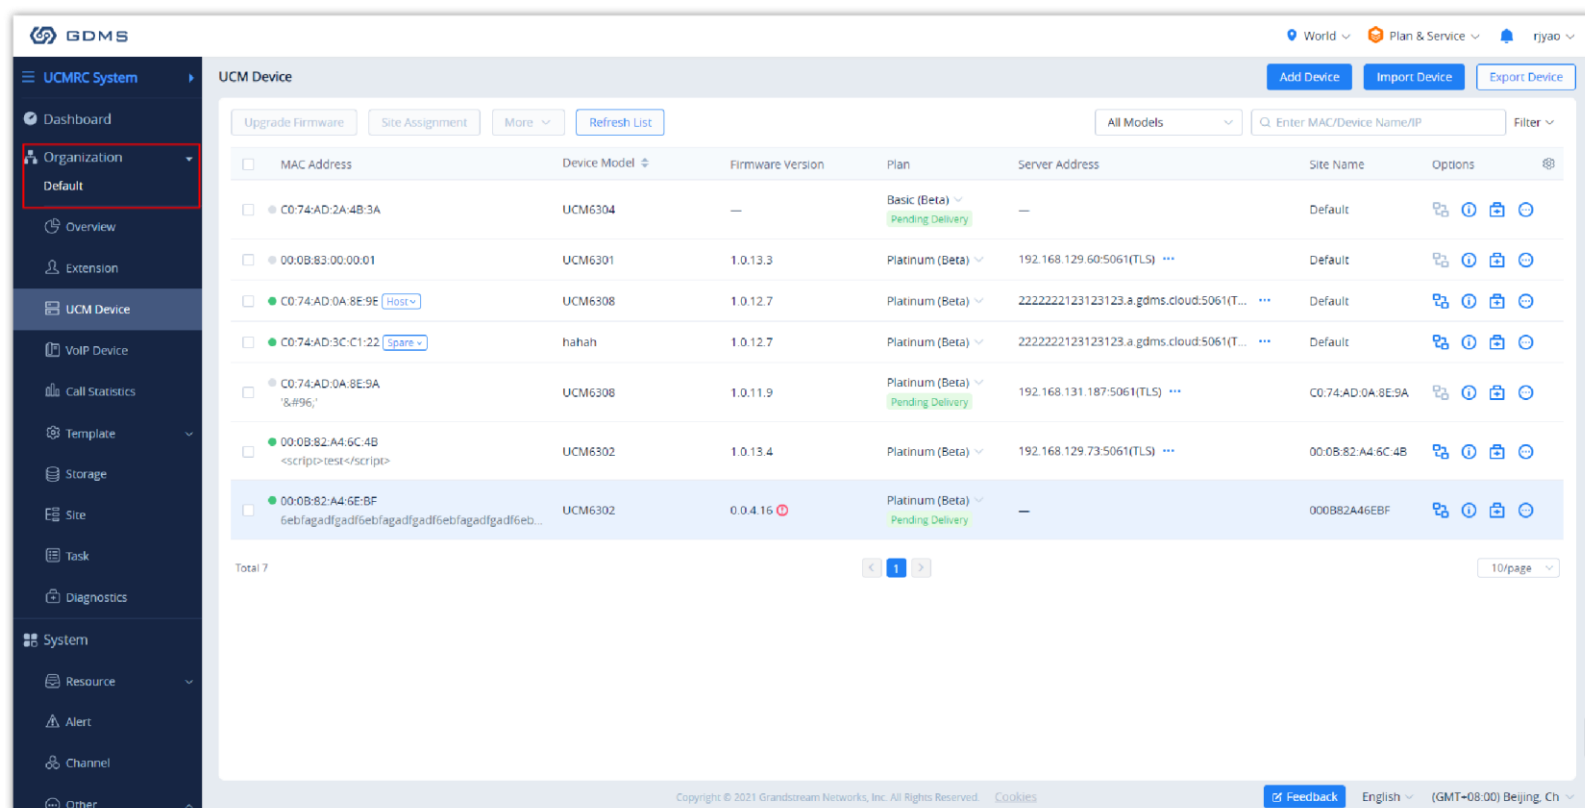 GDMS
World
Plan & Service
rjyao
UCMRC System
UCM Device
Add Device
Import Device
Export Device
Dashboard
Organization
Default
Overview
Extension
UCM Device
VoIP Device
Call Statistics
Template
Storage
Site
Task
Diagnostics
System
Resource
Alert
Channel
Other
Upgrade Firmware
Site Assignment
More
Refresh List
All Models
Enter MAC/Device Name/IP
Filter
MAC Address Device Model Firmware Version Plan Server Address Site Name Options
C0:74:AD:2A:4B:3A UCM6304 — Basic (Beta) — Default
Pending Delivery
00:0B:83:00:00:01 UCM6301 1.0.13.3 Platinum (Beta) 192.168.129.60:5061(TLS) ••• Default
C0:74:AD:0A:8E:9E Host UCM6308 1.0.12.7 Platinum (Beta) 2222222123123123.a.gdms.cloud:5061(T... ••• Default
C0:74:AD:3C:C1:22 Spare hahah 1.0.12.7 Platinum (Beta) 2222222123123123.a.gdms.cloud:5061(T... ••• Default
C0:74:AD:0A:8E:9A UCM6308 1.0.11.9 Platinum (Beta) 192.168.131.187:5061(TLS) ••• C0:74:AD:0A:8E:9A
'&#96;' Pending Delivery
00:0B:82:A4:6C:4B UCM6302 1.0.13.4 Platinum (Beta) 192.168.129.73:5061(TLS) ••• 00:0B:82:A4:6C:4B
<script>test</script>
00:0B:82:A4:6E:BF UCM6302 0.0.4.16 Platinum (Beta) — 000B82A46EBF
6ebfagadfgadf6ebfagadfgadf6ebfagadfgadf6eb... Pending Delivery
Total 7
1
10/page
Copyright © 2021 Grandstream Networks, Inc. All Rights Reserved. Cookies
Feedback
English
(GMT+08:00) Beijing, Ch